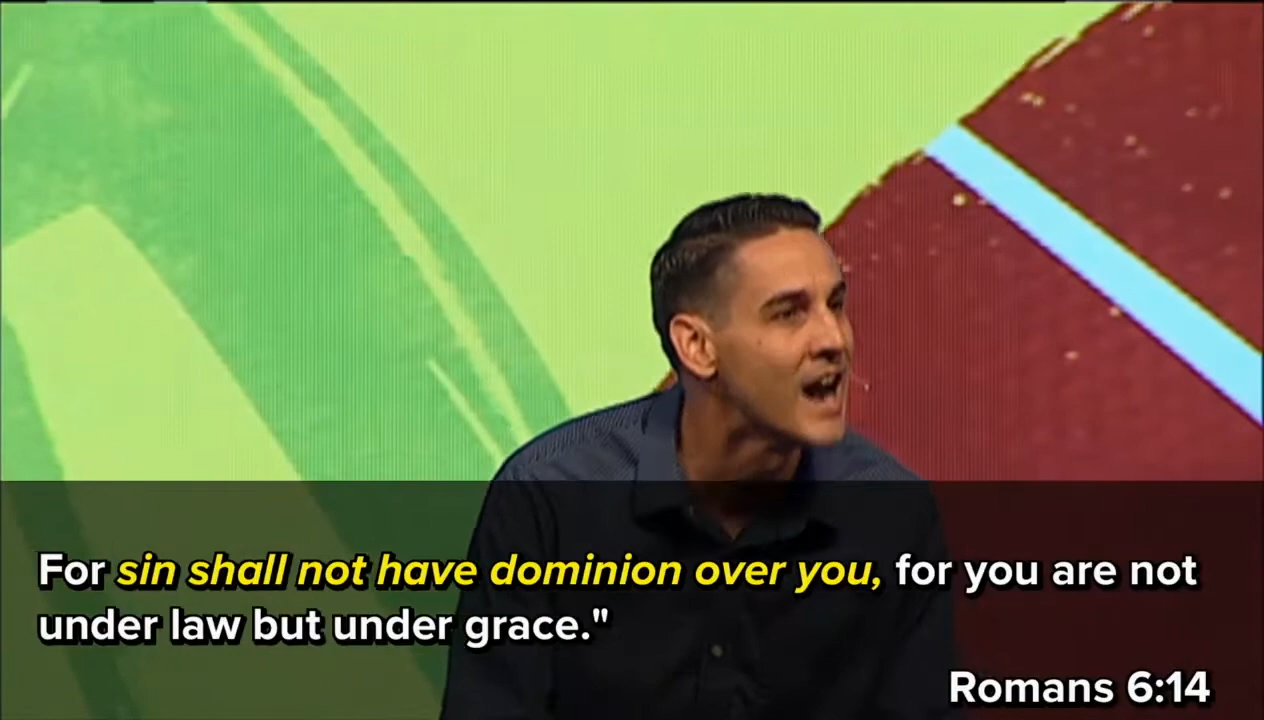 For sin shall not have dominion over you, for you are not
under law but under grace."
Romans 6:14